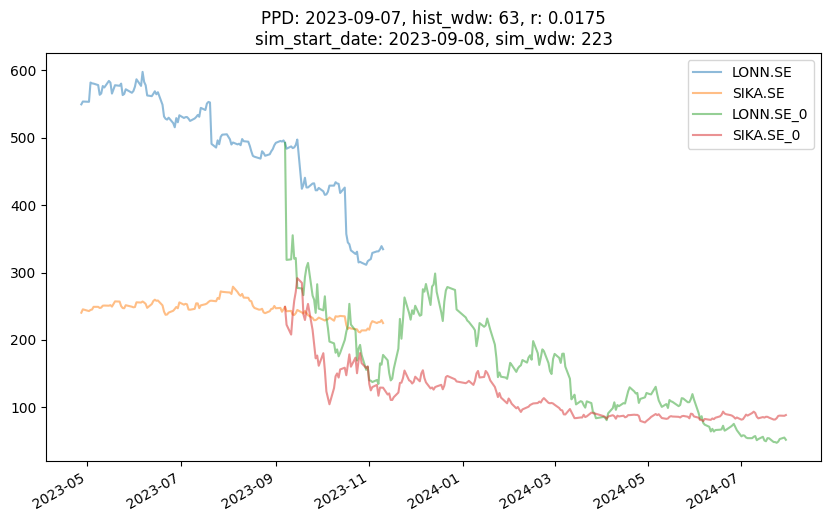 PPD: 2023-09-07, hist_wdw: 63, r: 0.0175
sim_start_date: 2023-09-08, sim_wdw: 223
LONN.SE
SIKA.SE
LONN.SE_0
SIKA.SE_0
600
500
400
300
200
100
2023-05
2023-07
2023-09
2023-11
2024-01
2024-03
2024-05
2024-07